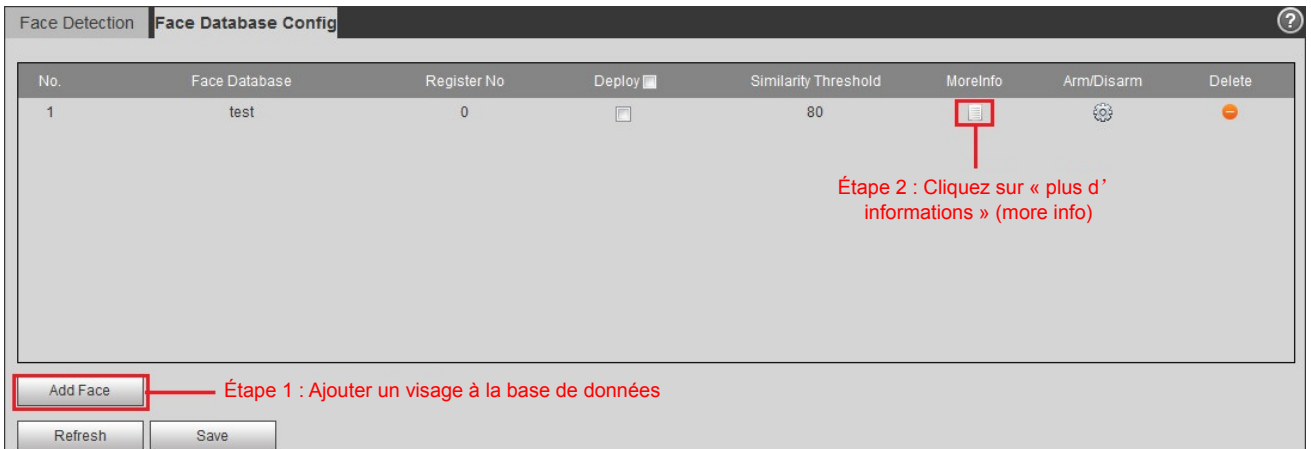 Face Detection Face Database Config ?
No. Face Database Register No Deploy Similarity Threshold MoreInfo Arm/Disarm Delete
1 test 0 80
Étape 2 : Cliquez sur « plus d’
informations » (more info)
Add Face Étape 1 : Ajouter un visage à la base de données
Refresh Save